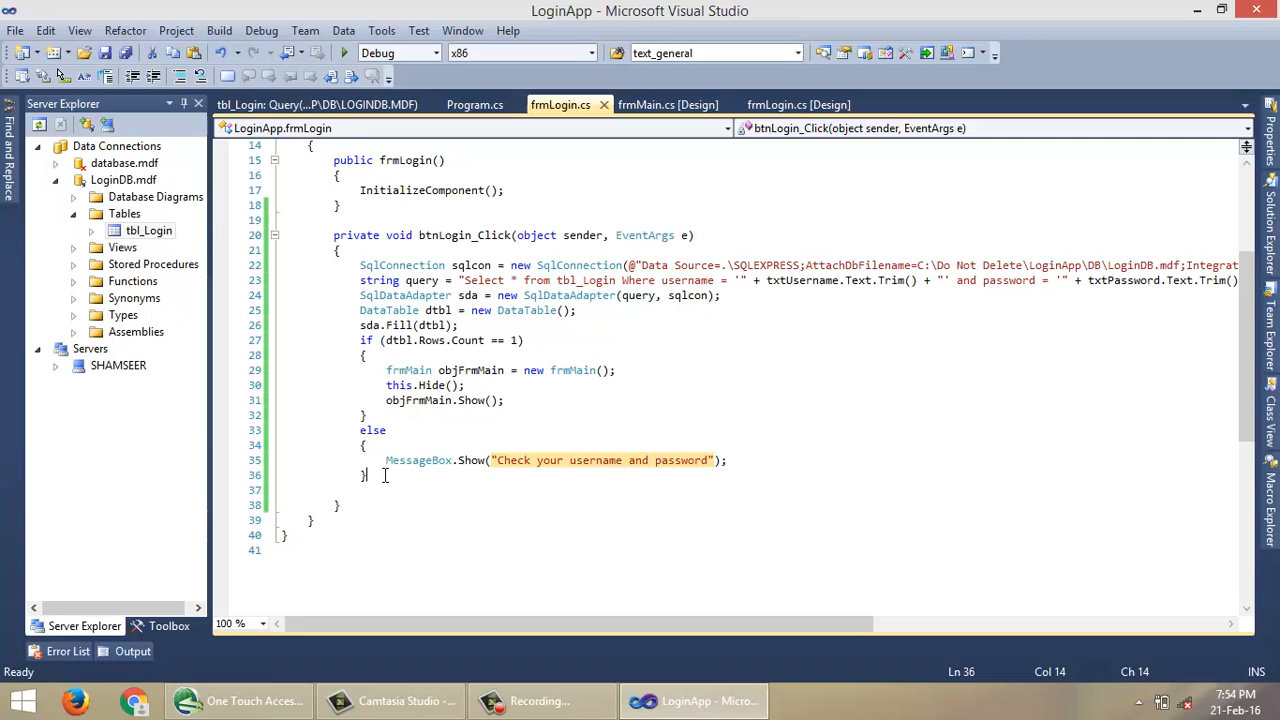 LoginApp - Microsoft Visual Studio
File Edit View Refactor Project Build Debug Team Data Tools Test Window Help
Debug x86 text_general
Server Explorer
tbl_Login: Query(...P\DB\LOGINDB.MDF) Program.cs frmLogin.cs frmMain.cs [Design] frmLogin.cs [Design]
LoginApp.frmLogin btnLogin_Click(object sender, EventArgs e)
Find and Replace
Data Connections
database.mdf
LoginDB.mdf
Database Diagrams
Tables
tbl_Login
Views
Stored Procedures
Functions
Synonyms
Types
Assemblies
Servers
SHAMSEER
14 {
15 public frmLogin()
16 {
17 InitializeComponent();
18 }
19
20 private void btnLogin_Click(object sender, EventArgs e)
21 {
22 SqlConnection sqlcon = new SqlConnection(@"Data Source=.\SQLEXPRESS;AttachDbFilename=C:\Do Not Delete\LoginApp\DB\LoginDB.mdf;Integrat
23 string query = "Select * from tbl_Login Where username = '" + txtUsername.Text.Trim() + "' and password = '" + txtPassword.Text.Trim()
24 SqlDataAdapter sda = new SqlDataAdapter(query, sqlcon);
25 DataTable dtbl = new DataTable();
26 sda.Fill(dtbl);
27 if (dtbl.Rows.Count == 1)
28 {
29 frmMain objFrmMain = new frmMain();
30 this.Hide();
31 objFrmMain.Show();
32 }
33 else
34 {
35 MessageBox.Show("Check your username and password");
36 }
37
38 }
39 }
40 }
41
Properties
Solution Explorer
Team Explorer
Class View
Macro Explorer
100 %
Server Explorer Toolbox
Error List Output
Ready Ln 36 Col 14 Ch 14 INS
One Touch Acces... Camtasia Studio -... Recording... LoginApp - Micro...
7:54 PM
21-Feb-16